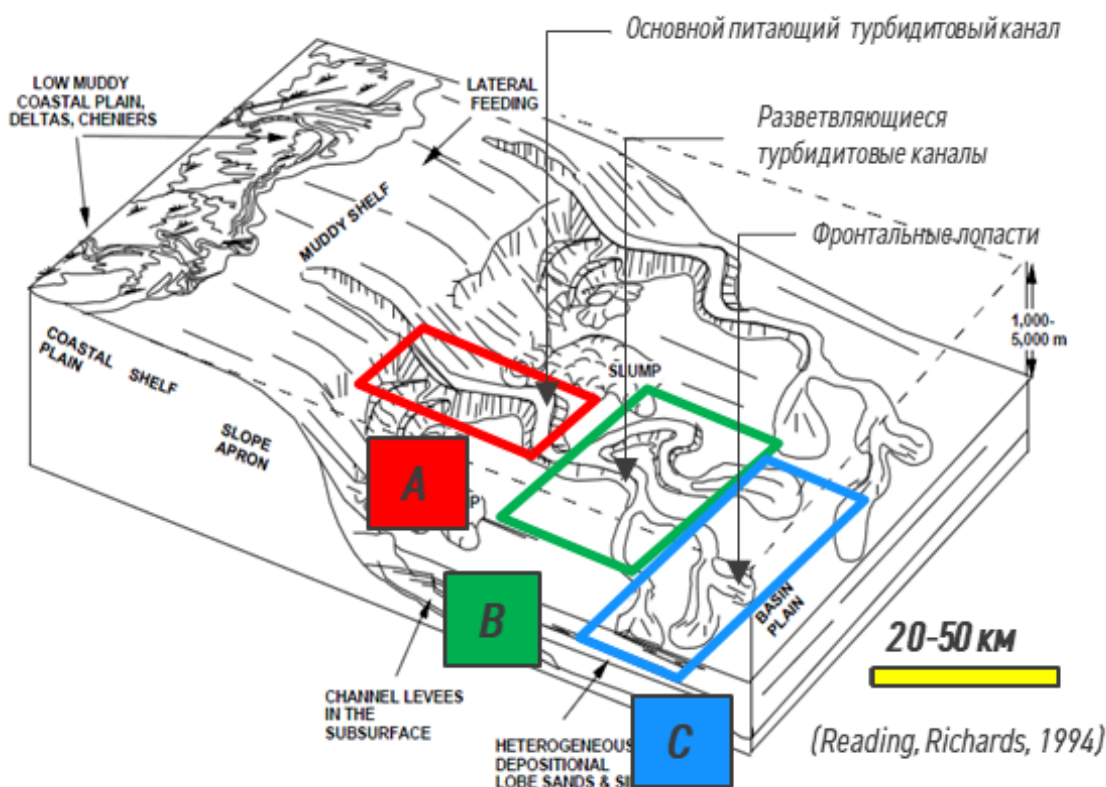 Основной питающий турбидитовый канал
LOW MUDDY
COASTAL PLAIN,
DELTAS, CHENIERS
LATERAL
FEEDING
Разветвляющиеся
турбидитовые каналы
MUDDY SHELF
Фронтальные лопасти
1,000-
5,000 m
COASTAL SHELF
PLAIN
SLUMP
SLOPE
APRON
A
B
C
BASIN
PLAIN
20-50 км
CHANNEL LEVEES
IN THE
SUBSURFACE
HETEROGENEOUS
DEPOSITIONAL
LOBE SANDS &
(Reading, Richards, 1994)